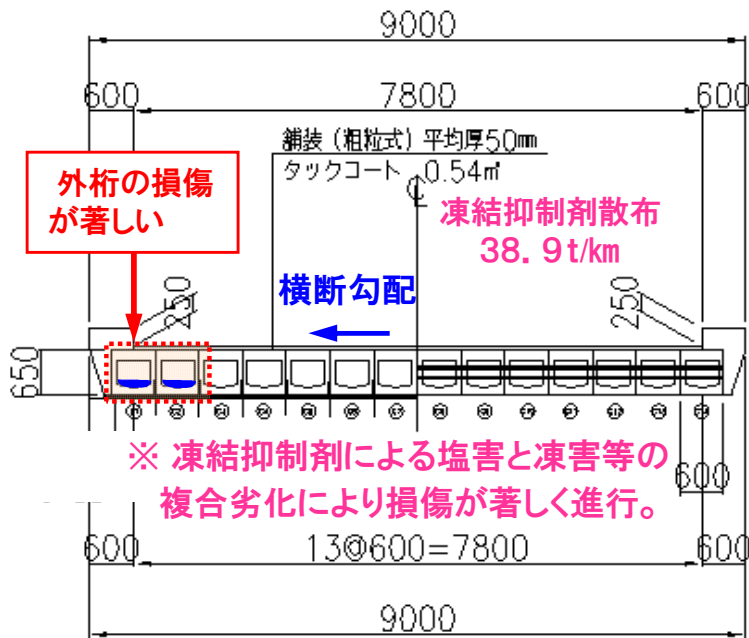 9000
600
7800
600
舗装（粗粒式）平均厚50mm
タックコート 0.54㎡
外桁の損傷
が著しい
凍結抑制剤散布
38.9t/km
横断勾配
250
250
650
※ 凍結抑制剤による塩害と凍害等の
複合劣化により損傷が著しく進行。
600
600
13@600=7800
600
9000